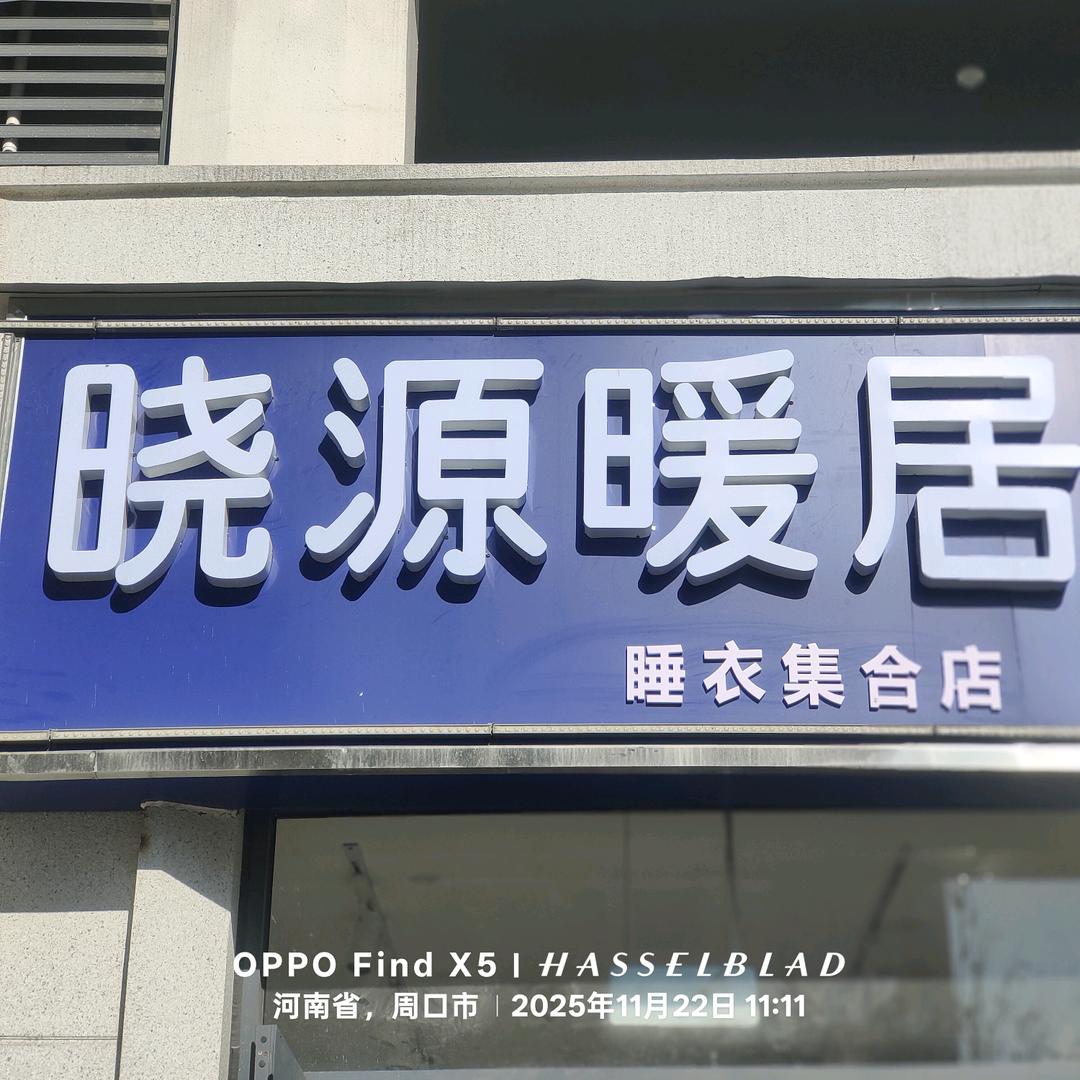 晓源暖居
睡衣集合店
OPPO Find X5 | HASSELBLAD
河南省，周口市 | 2025年11月22日 11:11